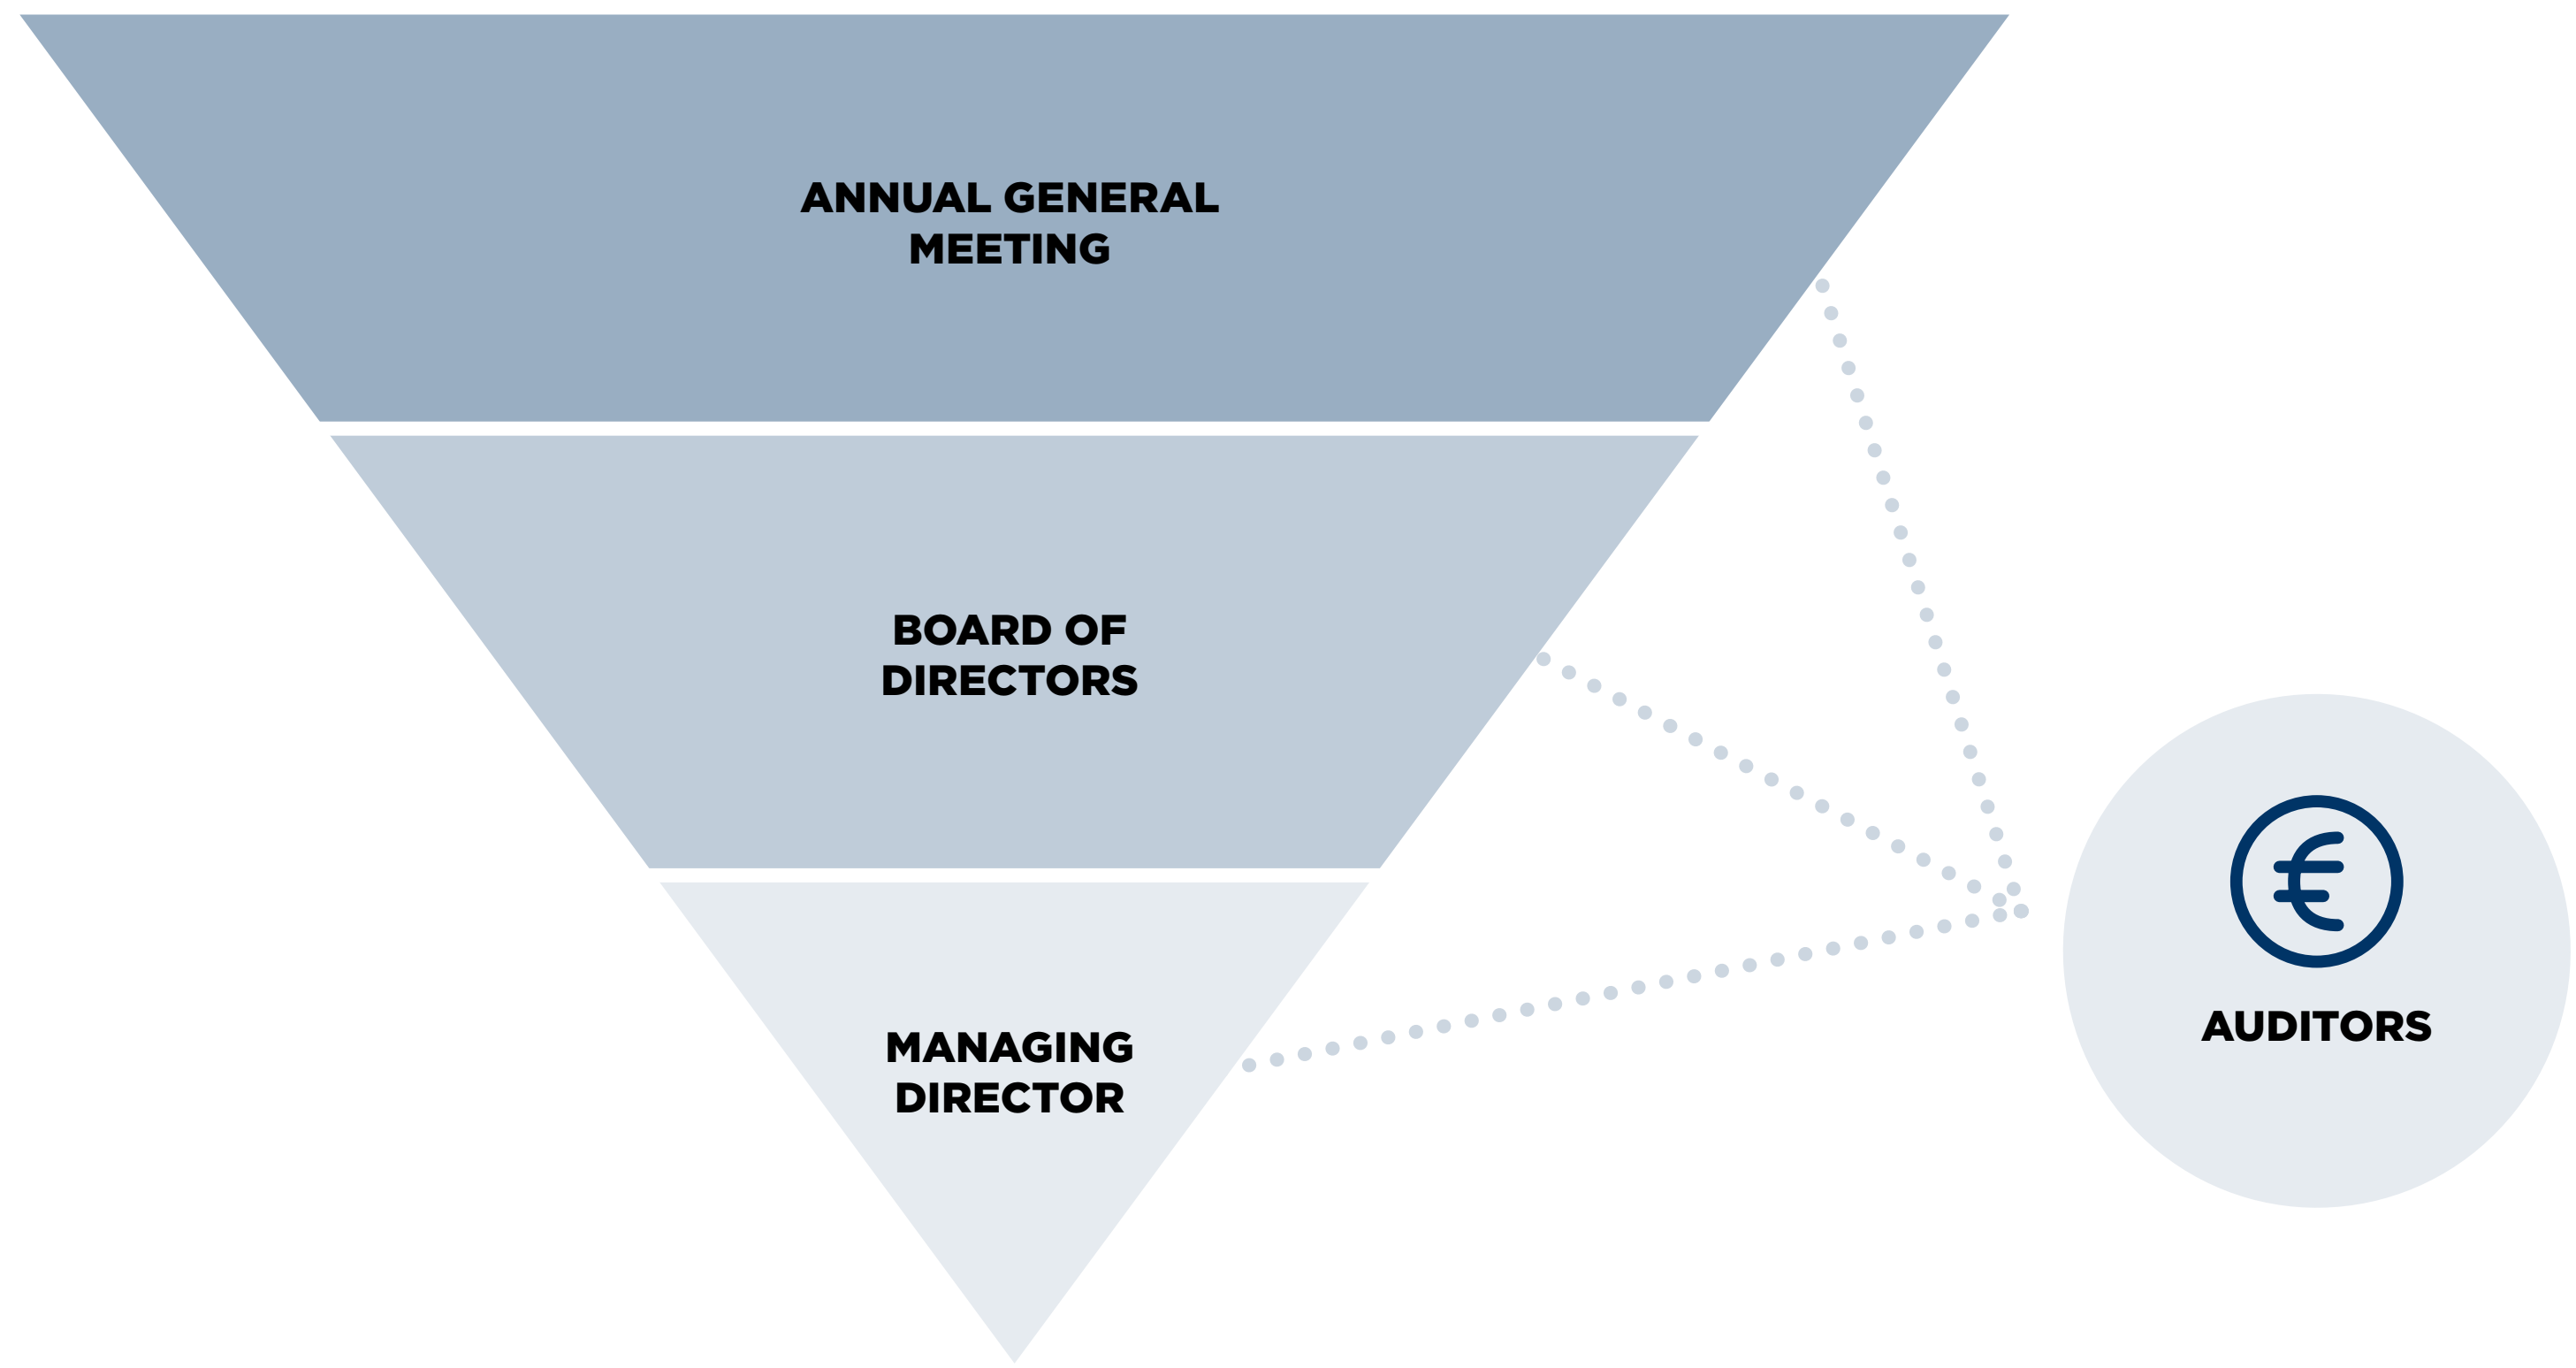 ANNUAL GENERAL
MEETING
BOARD OF
DIRECTORS
MANAGING
DIRECTOR
€
AUDITORS